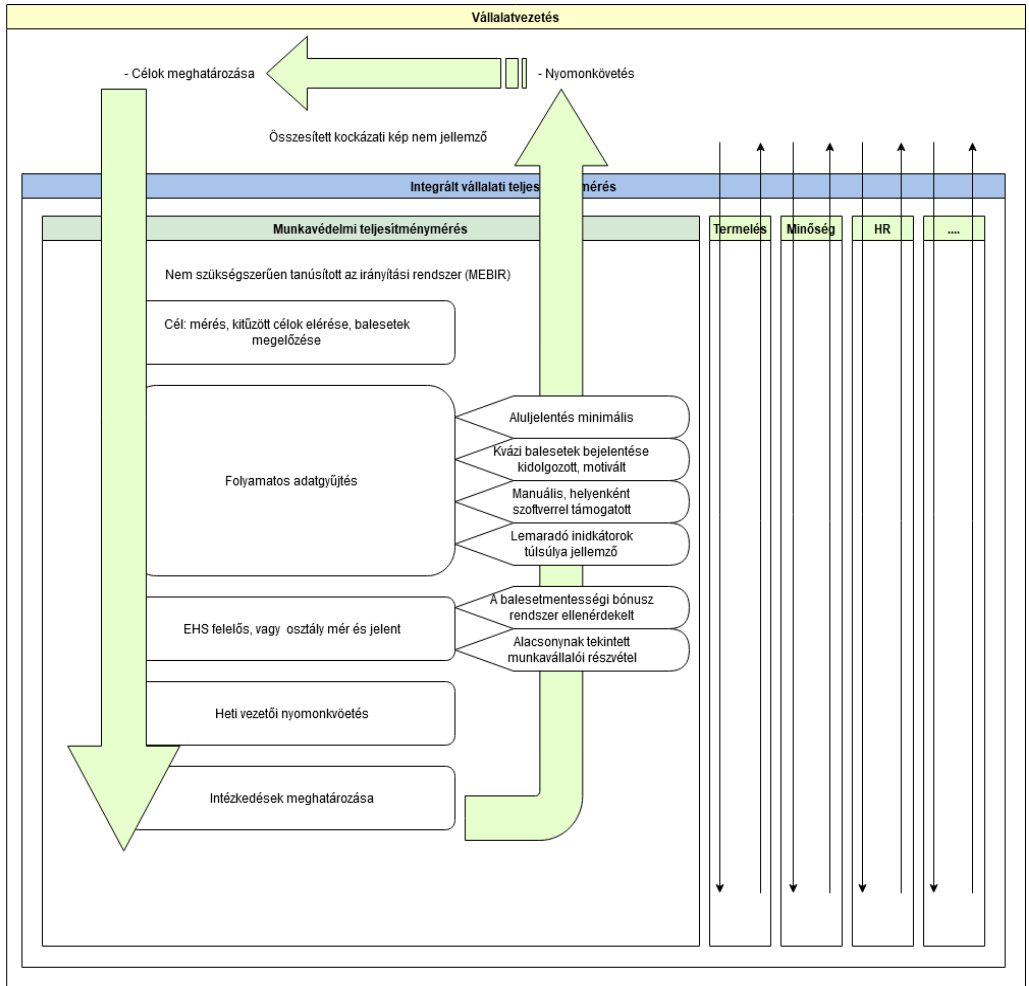 Vállalatvezetés
- Célok meghatározása
- Nyomonkövetés
Összesített kockázati kép nem jellemző
Integrált vállalati teljes mérés
Munkavédelmi teljesítménymérés
Termelés
Minőség
HR
....
Nem szükségszerűen tanúsított az irányítási rendszer (MEBIR)
Cél: mérés, kitűzött célok elérése, balesetek
megelőzése
Folyamatos adatgyűjtés
Aluljelentés minimális
Kvázi balesetek bejelentése
kidolgozott, motivált
Manuális, helyenként
szoftverrel támogatott
Lemaradó inidkátorok
túlsúlya jellemző
EHS felelős, vagy osztály mér és jelent
A balesetmentességi bónusz
rendszer ellenérdekelt
Alacsonynak tekintett
munkavállalói részvétel
Heti vezetői nyomonkvöetés
Intézkedések meghatározása